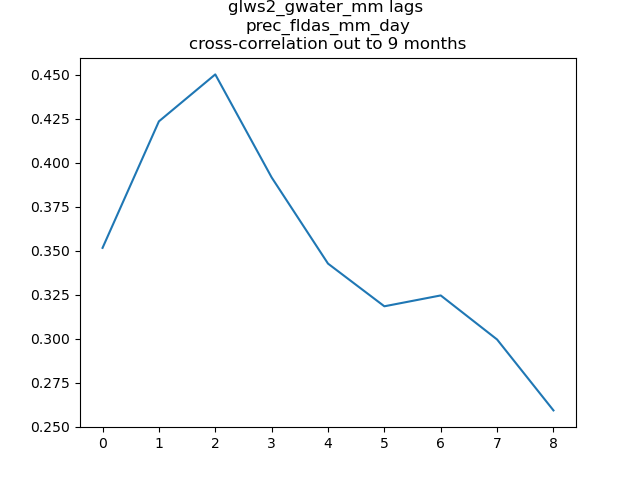 glws2_gwater_mm lags
prec_fldas_mm_day
cross-correlation out to 9 months
0.450
0.425
0.400
0.375
0.350
0.325
0.300
0.275
0.250
0 1 2 3 4 5 6 7 8